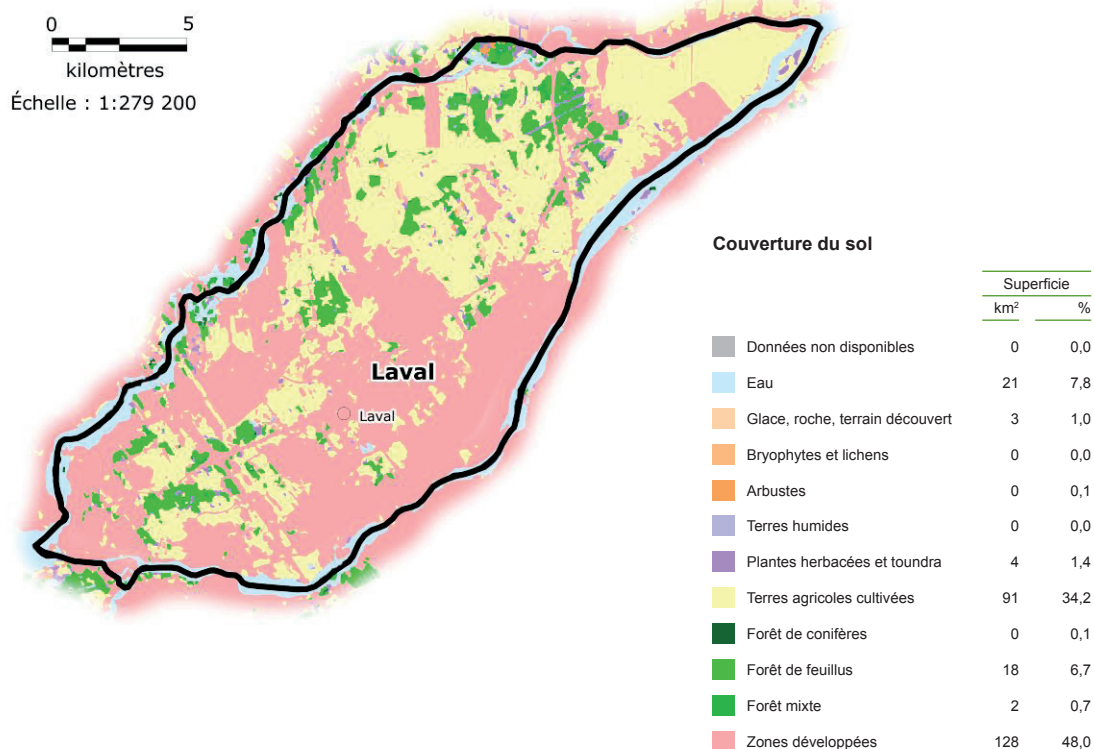 0 5
kilomètres
Échelle : 1:279 200
Laval
Laval
Couverture du sol
Superficie
km² %
Données non disponibles 0 0,0
Eau 21 7,8
Glace, roche, terrain découvert 3 1,0
Bryophytes et lichens 0 0,0
Arbustes 0 0,1
Terres humides 0 0,0
Plantes herbacées et toundra 4 1,4
Terres agricoles cultivées 91 34,2
Forêt de conifères 0 0,1
Forêt de feuillus 18 6,7
Forêt mixte 2 0,7
Zones développées 128 48,0